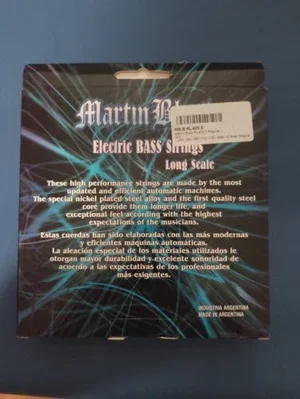 Martin Bl
Electric BASS Strings
Long Scale
These high performance strings are made by the most
updated and efficient automatic machines.
The special nickel plated steel alloy and the first quality steel
core provide them longer life, and
exceptional feel according with the highest
expectations of the musicians.
Estas cuerdas han sido elaboradas con las más modernas
y eficientes máquinas automáticas.
La aleación especial de los materiales utilizados le
otorgan mayor durabilidad y excelente sonoridad de
acuerdo a las expectativas de los profesionales
más exigentes.
INDUSTRIA ARGENTINA
MADE IN ARGENTINA